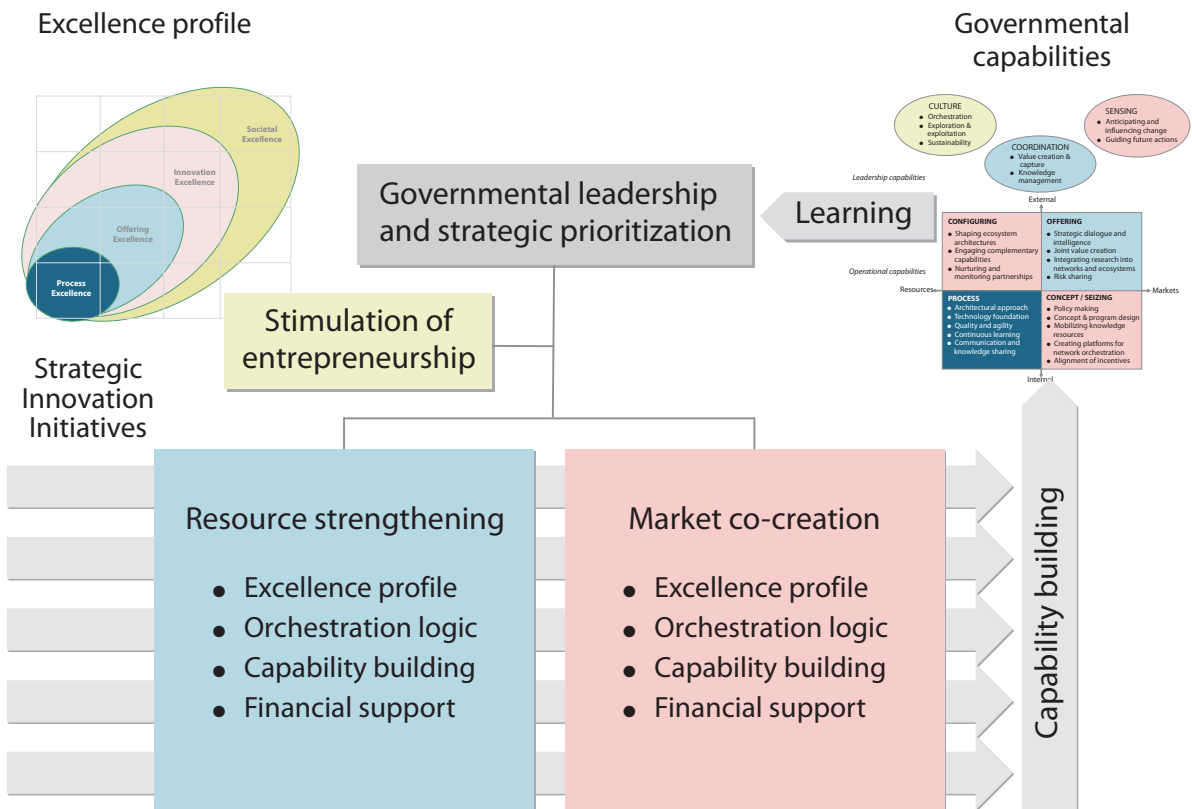 Excellence profile
Governmental
capabilities
Societal
Excellence
Innovation
Excellence
Offering
Excellence
Process
Excellence
CULTURE
● Orchestration
● Exploration &
exploitation
● Sustainability
SENSING
● Anticipating and
influencing change
● Guiding future actions
COORDINATION
● Value creation &
capture
● Knowledge
management
Leadership capabilities
External
Governmental leadership
and strategic prioritization
Learning
CONFIGURING
● Shaping ecosystem
architectures
● Engaging complementary
capabilities
● Nurturing and
monitoring partnerships
OFFERING
● Strategic dialogue and
intelligence
● Joint value creation
● Integrating research into
networks and ecosystems
● Risk sharing
Operational capabilities
Resources
Markets
PROCESS
● Architectural approach
● Technology foundation
● Quality and agility
● Continuous learning
● Communication and
knowledge sharing
CONCEPT / SEIZING
● Policy making
● Concept & program design
● Mobilizing knowledge
resources
● Creating platforms for
network orchestration
● Alignment of incentives
Internal
Stimulation of
entrepreneurship
Strategic
Innovation
Initiatives
Resource strengthening
● Excellence profile
● Orchestration logic
● Capability building
● Financial support
Market co-creation
● Excellence profile
● Orchestration logic
● Capability building
● Financial support
Capability building